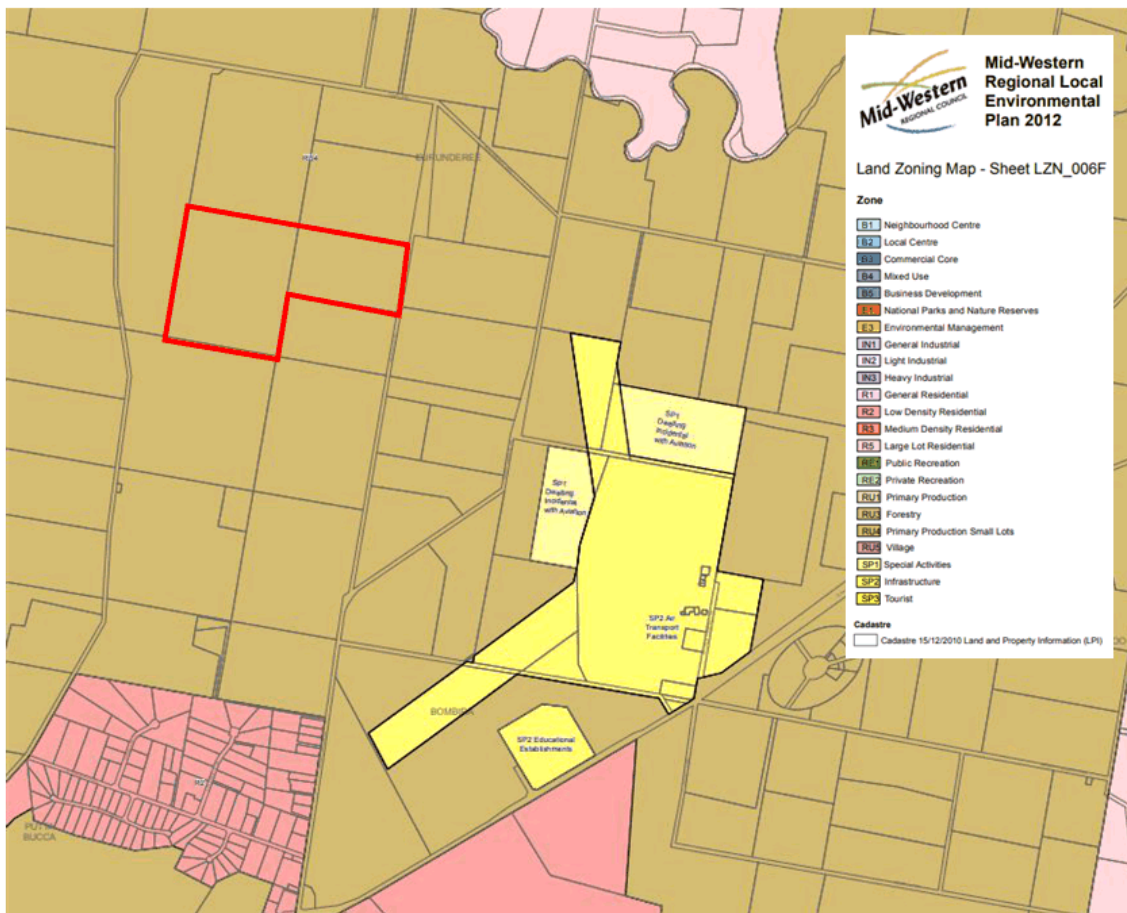 Mid-Western
REGIONAL COUNCIL
Mid-Western
Regional Local
Environmental
Plan 2012
Land Zoning Map - Sheet LZN_006F
Zone
B1 Neighbourhood Centre
B2 Local Centre
B3 Commercial Core
B4 Mixed Use
B5 Business Development
E1 National Parks and Nature Reserves
E3 Environmental Management
IN1 General Industrial
IN2 Light Industrial
IN3 Heavy Industrial
R1 General Residential
R2 Low Density Residential
R3 Medium Density Residential
R5 Large Lot Residential
RE1 Public Recreation
RE2 Private Recreation
RU1 Primary Production
RU3 Forestry
RU4 Primary Production Small Lots
RU5 Village
SP1 Special Activities
SP2 Infrastructure
SP3 Tourist
Cadastre
Cadastre 15/12/2010 Land and Property Information (LPI)
RU4
SP1
Dwelling
Incidental
with Aviation
SP1
Dwelling
Incidental
with Aviation
SP2 Air
Transport
Facilities
SP2 Educational
Establishments
BOMBIRA
PUTTA
BUCCA